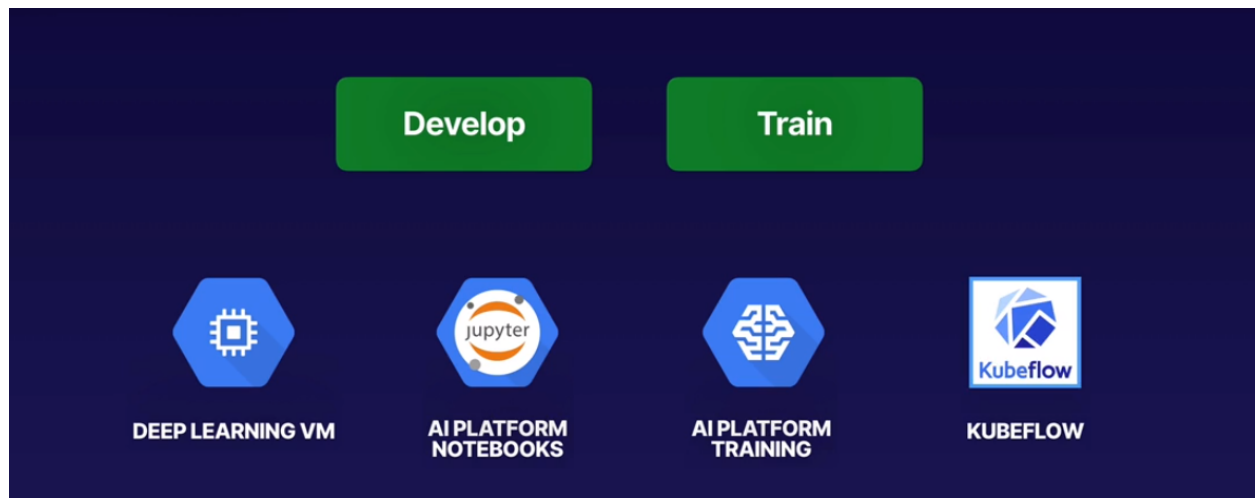 Develop
Train
jupyter
Kubeflow
DEEP LEARNING VM
AI PLATFORM
NOTEBOOKS
AI PLATFORM
TRAINING
KUBEFLOW